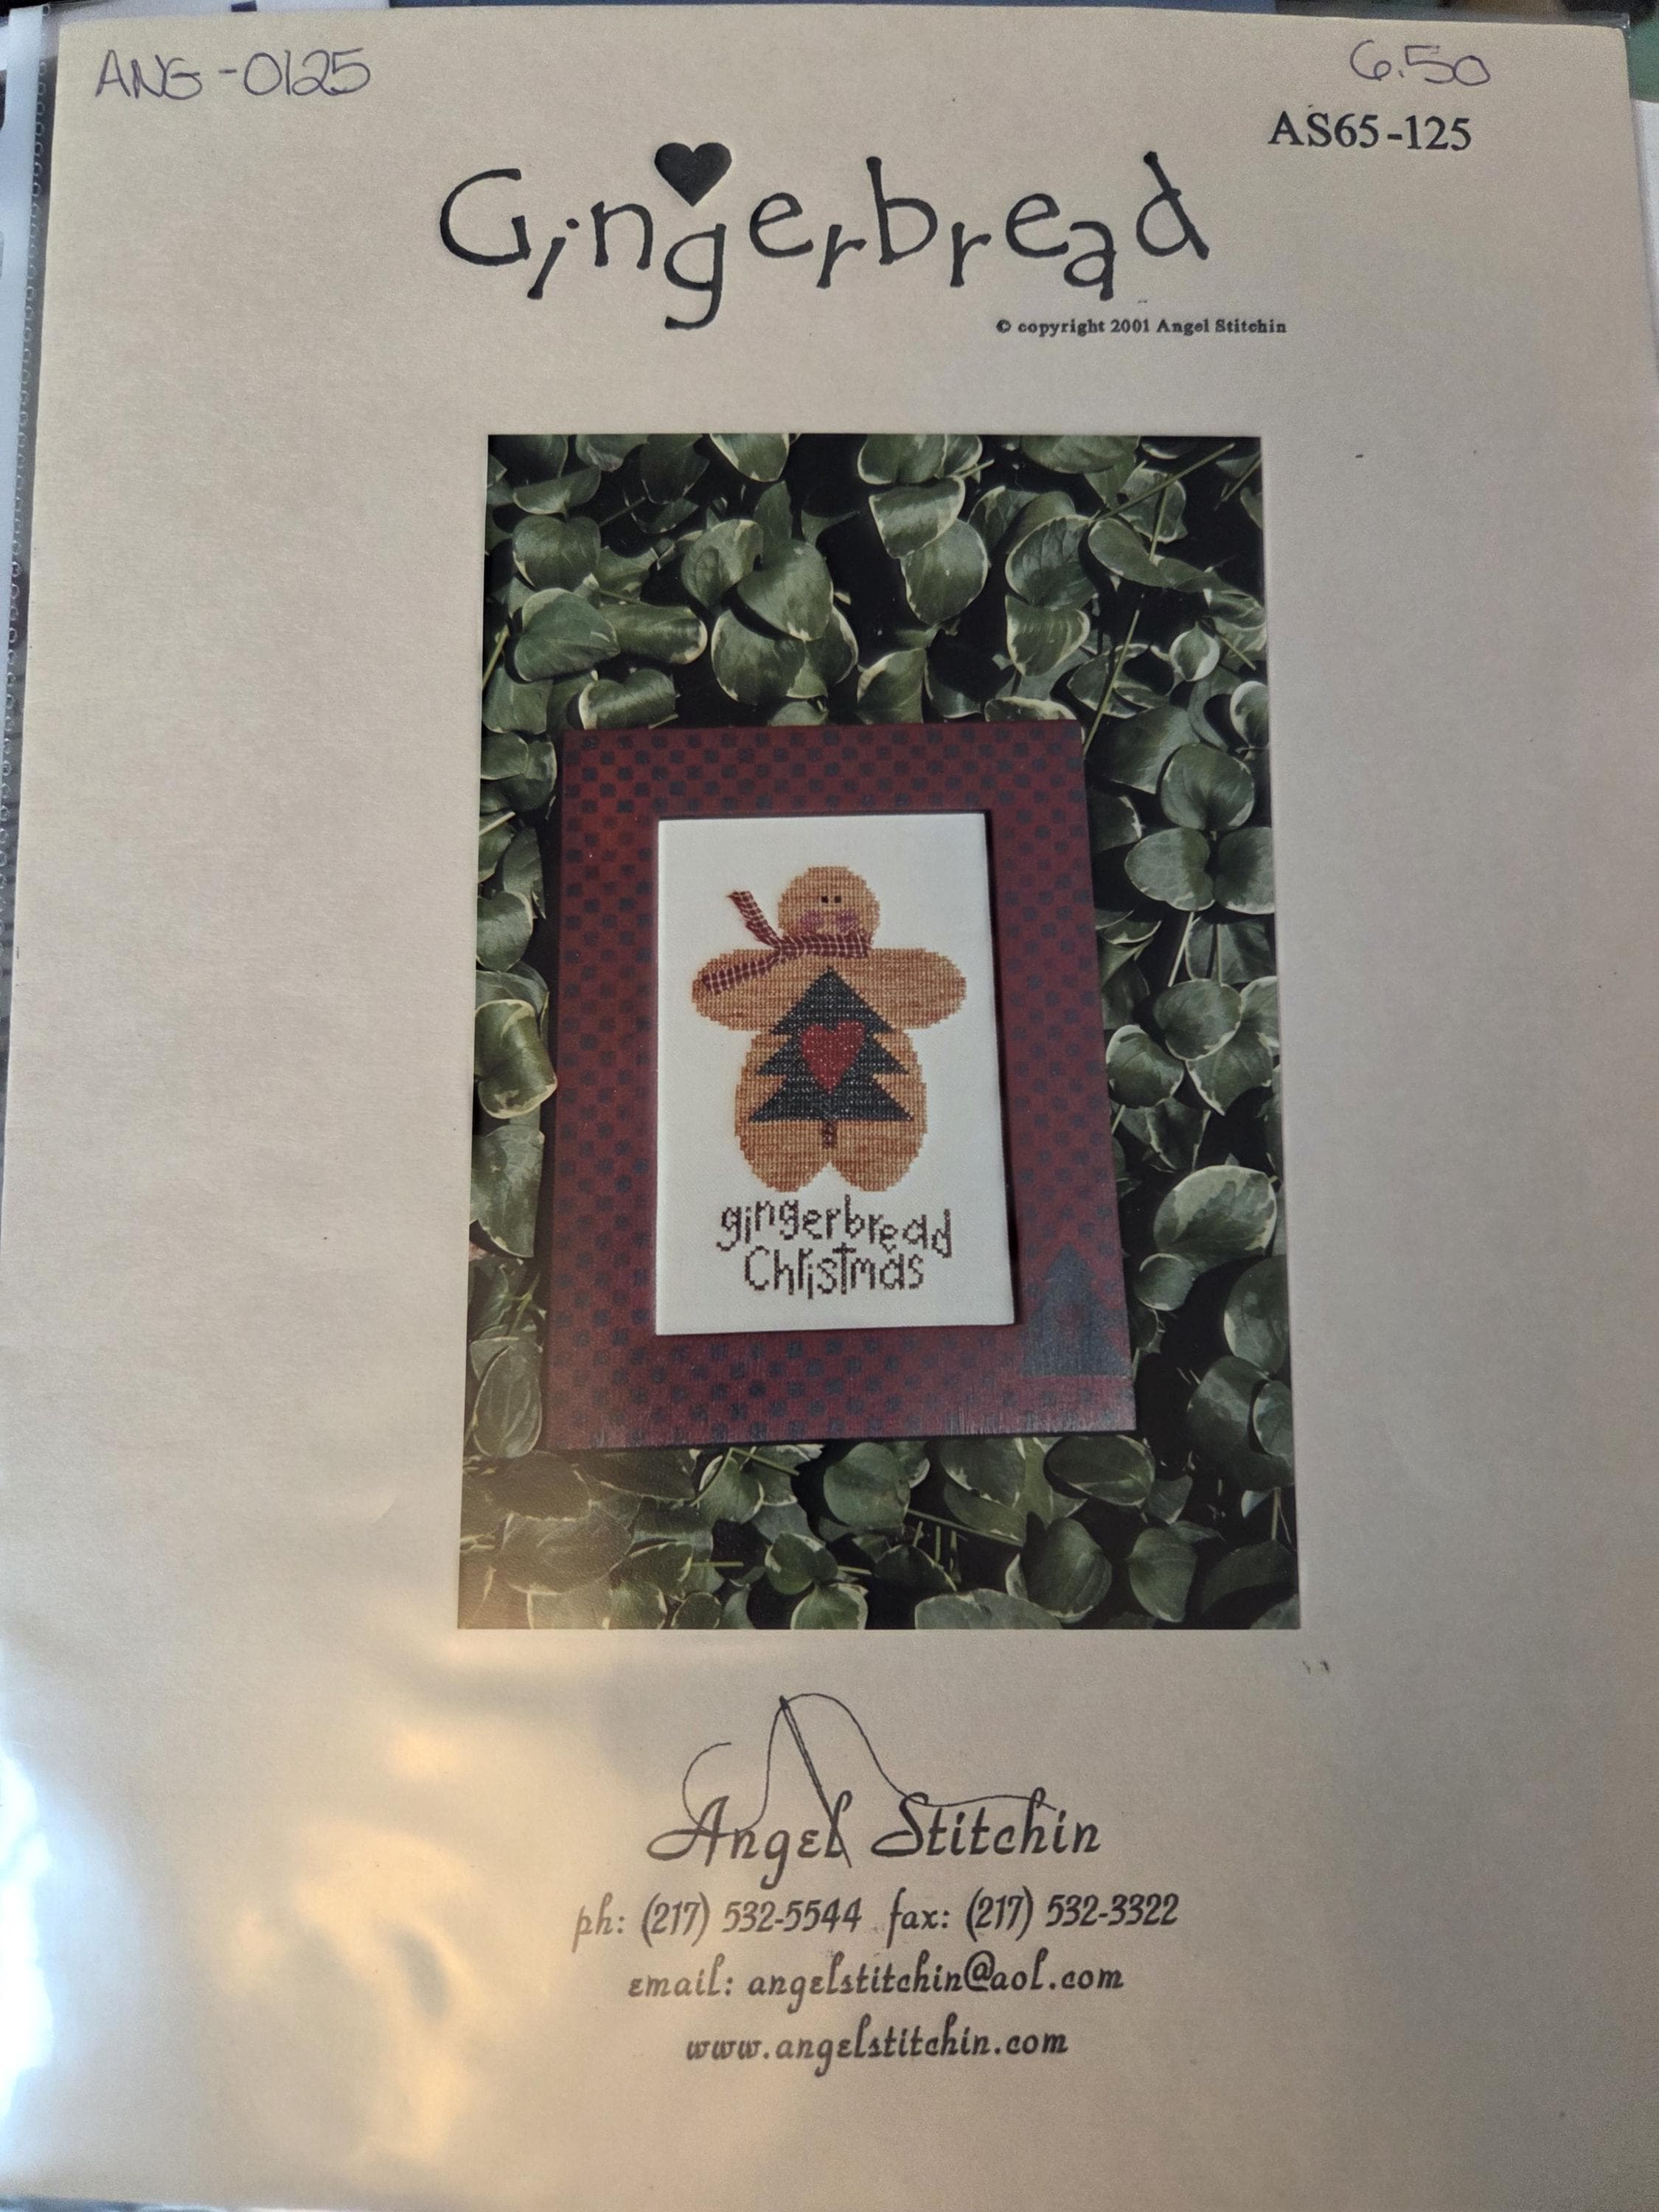 ANG-0125
6.50
AS65-125
Gingerbread
© copyright 2001 Angel Stitchin
gingerbread
Christmas
Angel Stitchin
ph: (217) 532-5544 fax: (217) 532-3322
email: angelstitchin@aol.com
www.angelstitchin.com